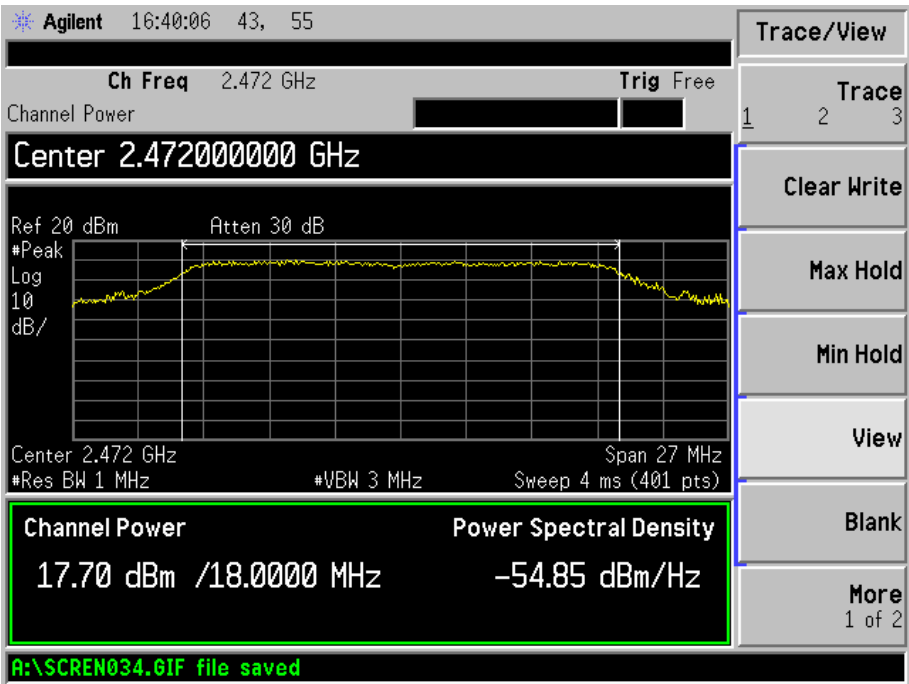 Agilent 16:40:06 43, 55
Trace/View
Ch Freq 2.472 GHz Trig Free
Channel Power
Trace
1 2 3
Center 2.472000000 GHz
Clear Write
Ref 20 dBm Atten 30 dB
#Peak
Log
10
dB/
Max Hold
Min Hold
View
Center 2.472 GHz Span 27 MHz
#Res BW 1 MHz #VBW 3 MHz Sweep 4 ms (401 pts)
Channel Power Power Spectral Density
Blank
17.70 dBm /18.0000 MHz -54.85 dBm/Hz
More
1 of 2
A:\SCREN034.GIF file saved